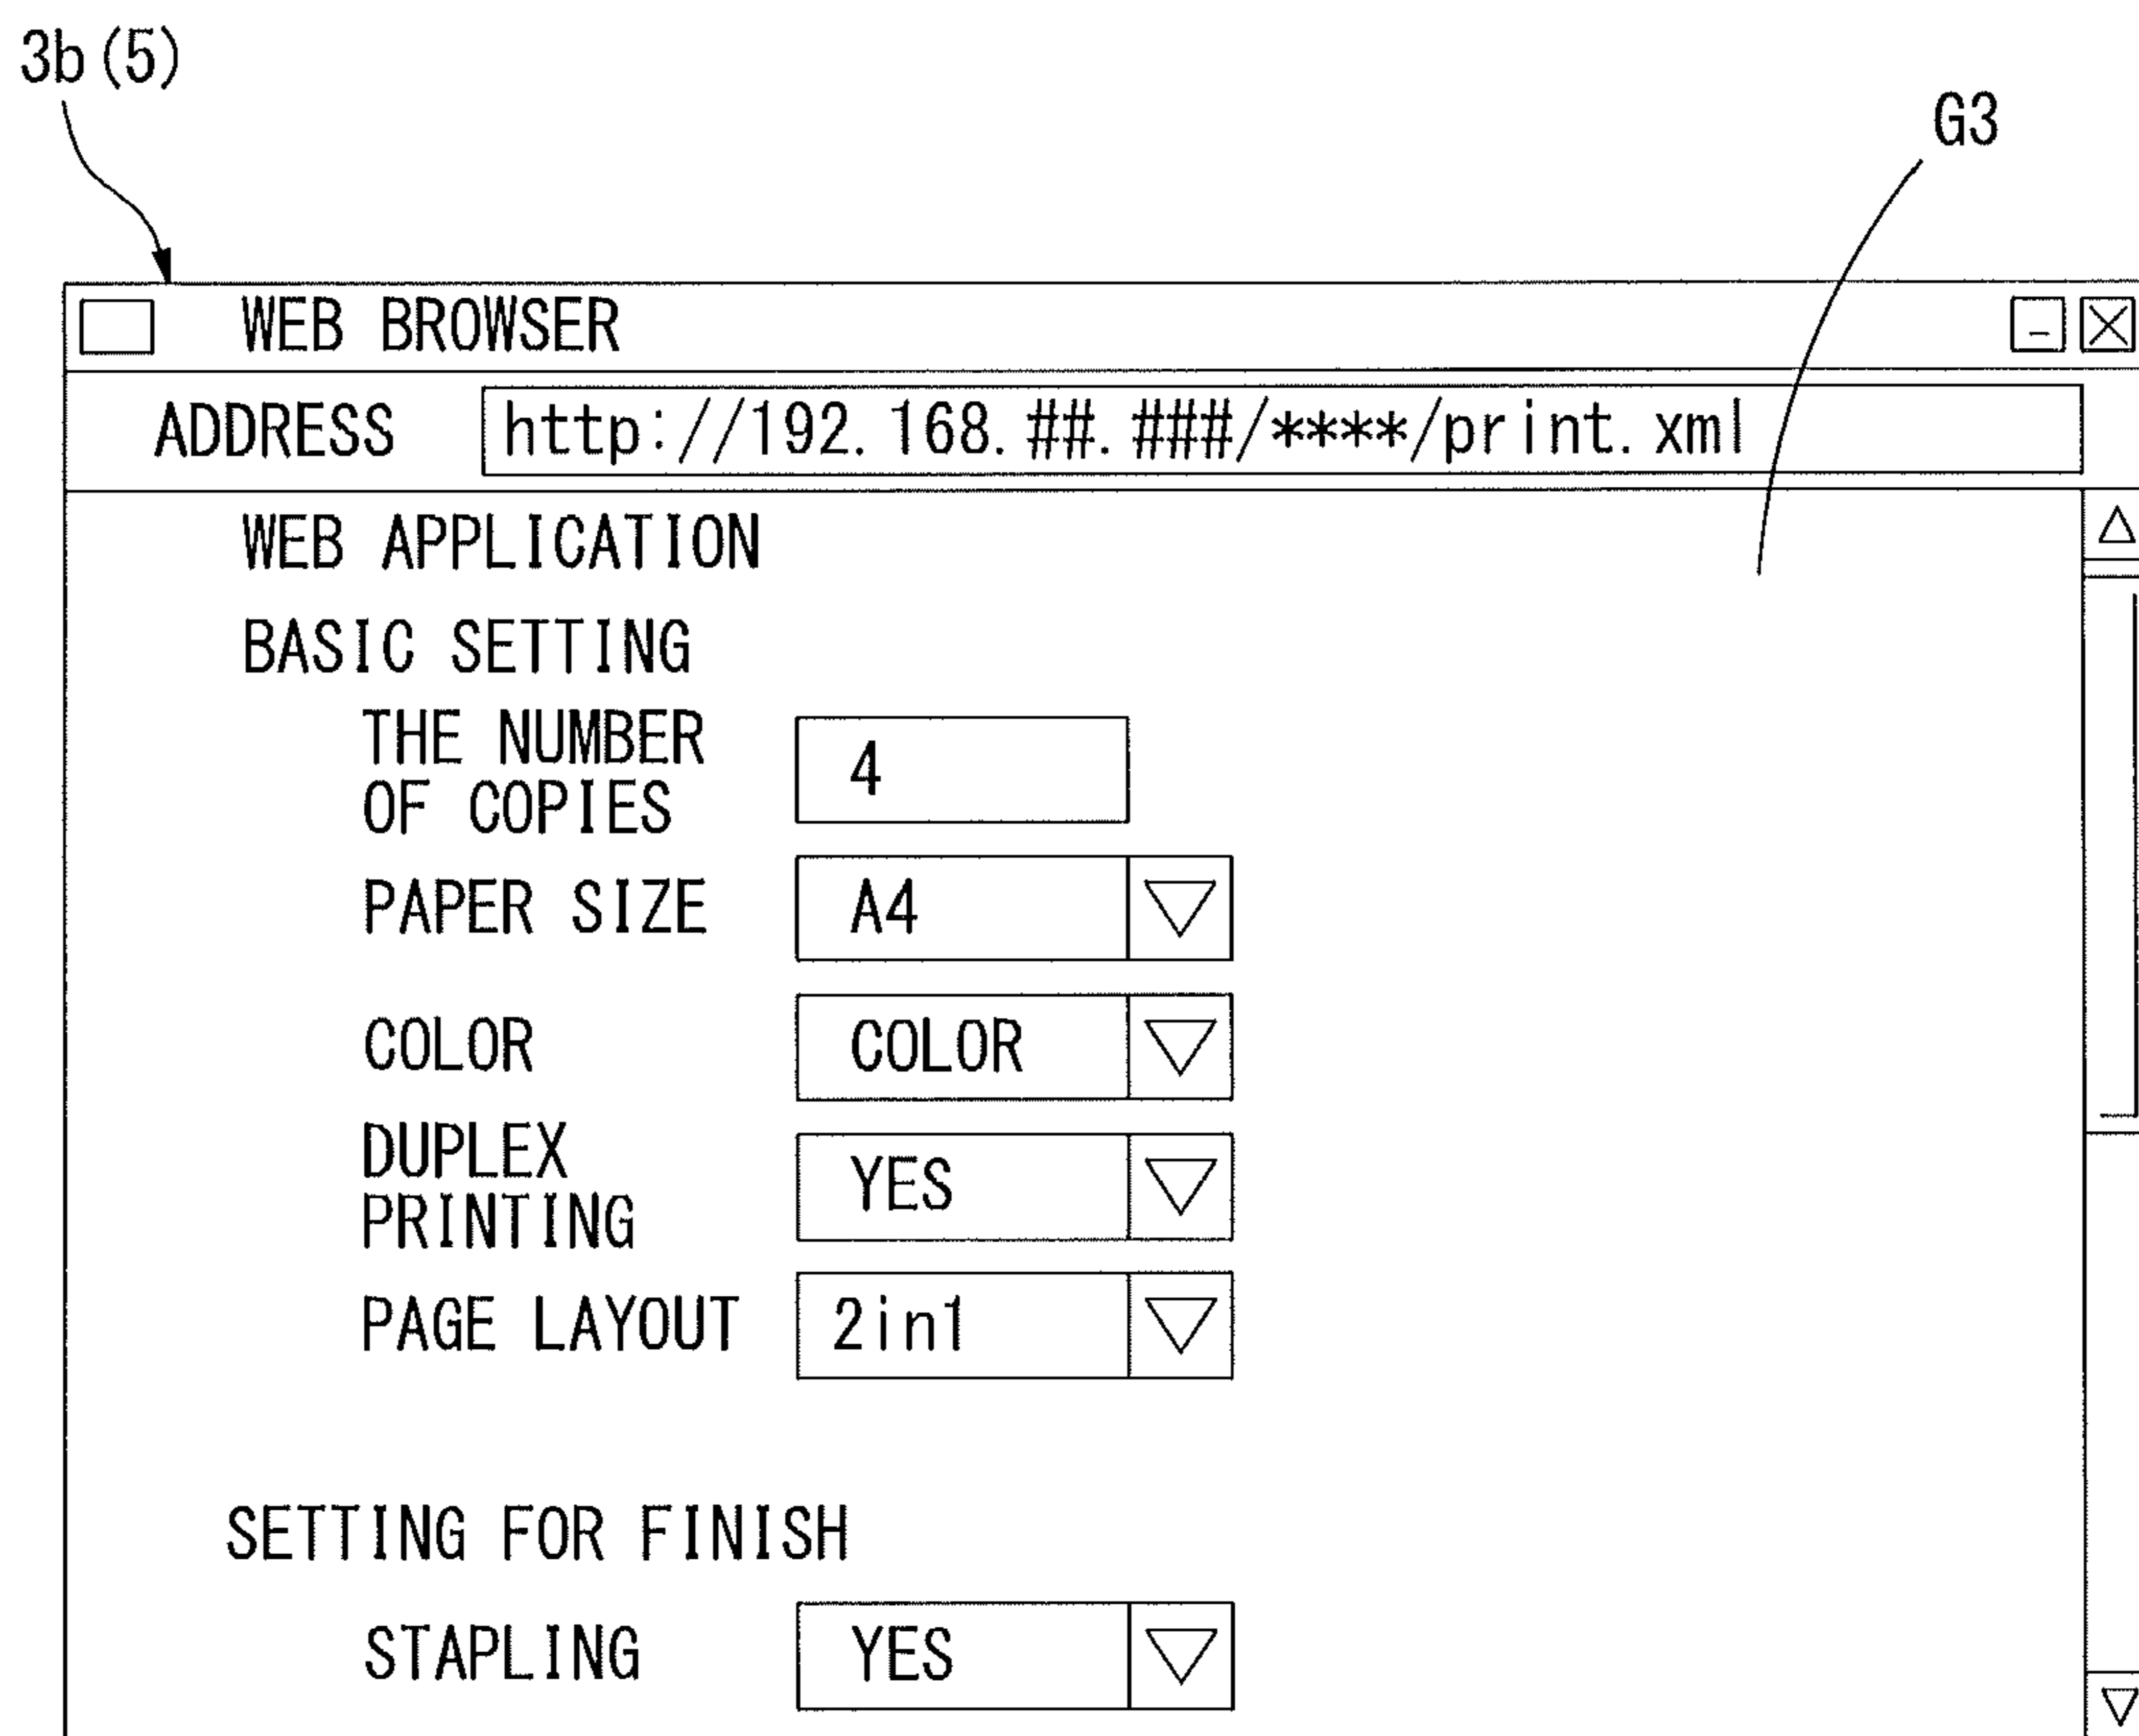 3b(5)
G3
WEB BROWSER
ADDRESS http://192.168.##.###/****/print.xml
WEB APPLICATION
BASIC SETTING
THE NUMBER
OF COPIES 4
PAPER SIZE A4
COLOR COLOR
DUPLEX
PRINTING YES
PAGE LAYOUT 2in1
SETTING FOR FINISH
STAPLING YES